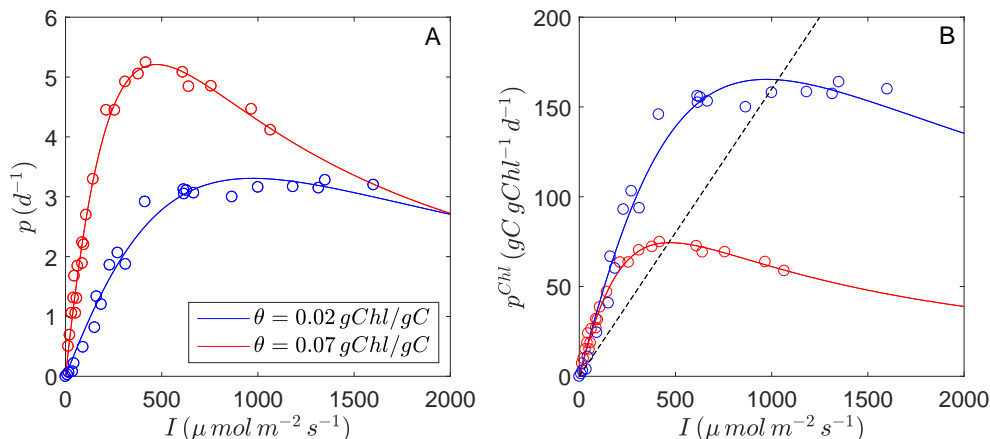 A
p (d⁻¹)
6
5
4
3
2
1
0
0 500 1000 1500 2000
I (μ mol m⁻² s⁻¹)
θ = 0.02 gChl/gC
θ = 0.07 gChl/gC
B
p^{Chl} (gC gChl⁻¹ d⁻¹)
200
150
100
50
0
0 500 1000 1500 2000
I (μ mol m⁻² s⁻¹)